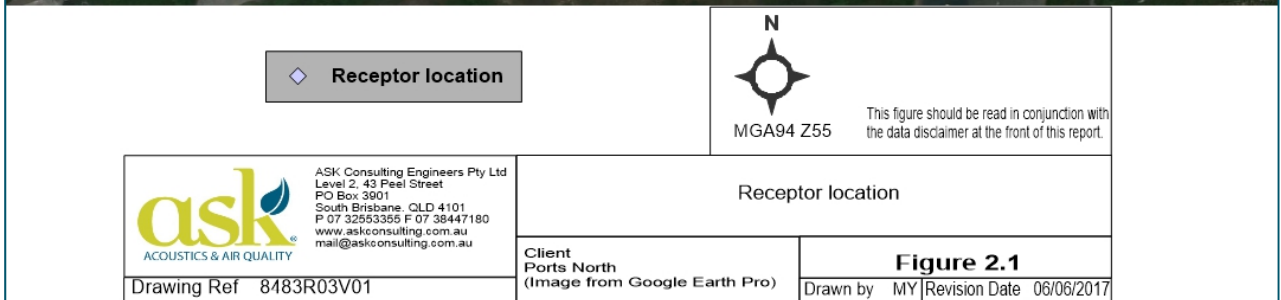 N
Receptor location
MGA94 Z55
This figure should be read in conjunction with
the data disclaimer at the front of this report.
ask
ACOUSTICS & AIR QUALITY
ASK Consulting Engineers Pty Ltd
Level 2, 43 Peel Street
PO Box 3901
South Brisbane. QLD 4101
P 07 32553355 F 07 38447180
www.askconsulting.com.au
mail@askconsulting.com.au
Receptor location
Client
Ports North
(Image from Google Earth Pro)
Figure 2.1
Drawing Ref 8483R03V01
Drawn by MY Revision Date 06/06/2017